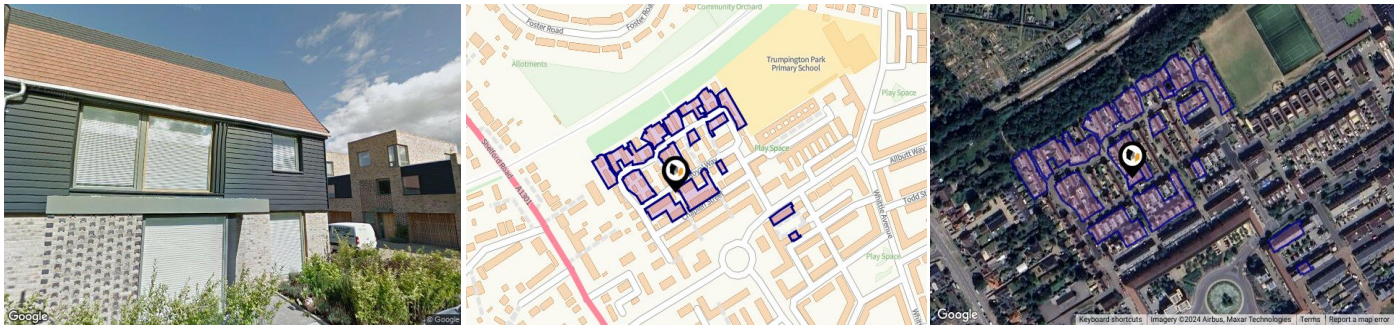 Google
© Google
Community Orchard
Foster Road
Foster Road
Allotments
Trumpington Park
Primary School
Play Space
Shelford Road
A1301
Play Space
Allbutt Way
Whittle Avenue
Todd St
Play Space
Google
Keyboard shortcuts
Imagery ©2024 Airbus, Maxar Technologies
Terms
Report a map error